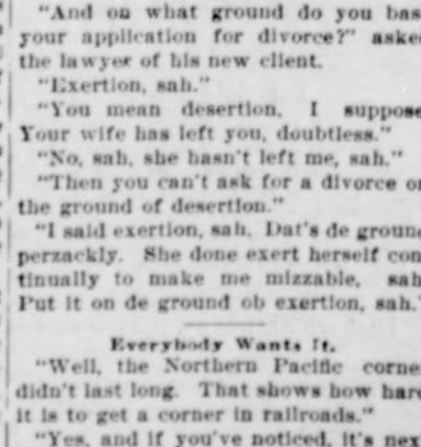 "And on what ground do you bas
your application for divorce?" aske
the lawyer of his new client.
"Exertion, sah."
"You mean desertion, I suppose
Your wife has left you, doubtless."
"No, sah, she hasn't left me, sah."
"Then you can't ask for a divorce o
the ground of desertion."
"I said exertion, sah. Dat's de groun
perzackly. She done exert herself con
tinually to make me mizzable, sah
Put it on de ground ob exertion, sah.'
Everybody Wants It.
"Well, the Northern Pacific corne
didn't last long. That shows how hard
it is to get a corner in railroads."
"Yes, and if you've noticed, it's nex